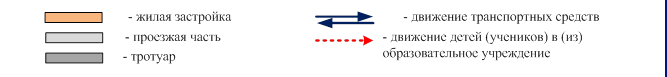 - жилая застройка
- проезжая часть
- тротуар
- движение транспортных средств
- движение детей (учеников) в (из)
образовательное учреждение